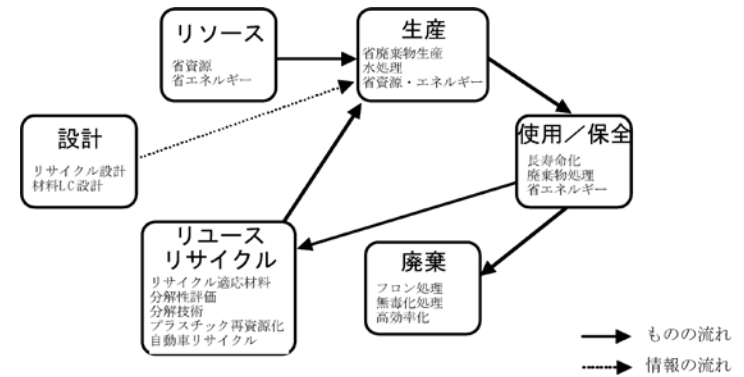 リソース
省資源
省エネルギー
生産
省廃棄物生産
水処理
省資源・エネルギー
設計
リサイクル設計
材料LC設計
使用／保全
長寿命化
廃棄物処理
省エネルギー
リユース
リサイクル
リサイクル適応材料
分解性評価
分解技術
プラスチック再資源化
自動車リサイクル
廃棄
フロン処理
無毒化処理
高効率化
ものの流れ
情報の流れ